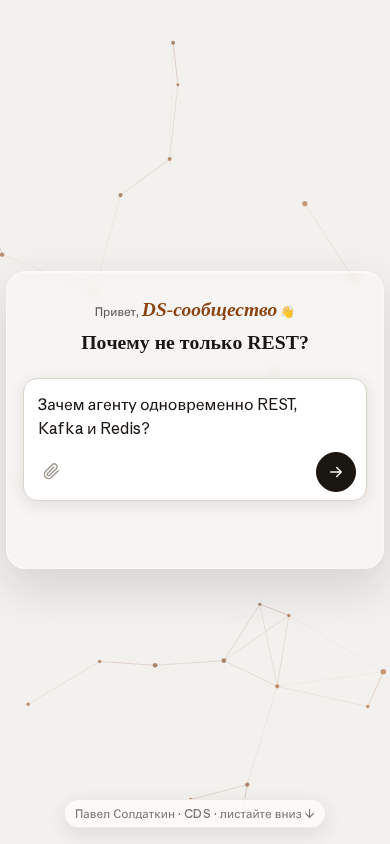 Привет, DS-сообщество 👋
Почему не только REST?
Зачем агенту одновременно REST,
Kafka и Redis?
Павел Солдаткин · CDS · листайте вниз ↓